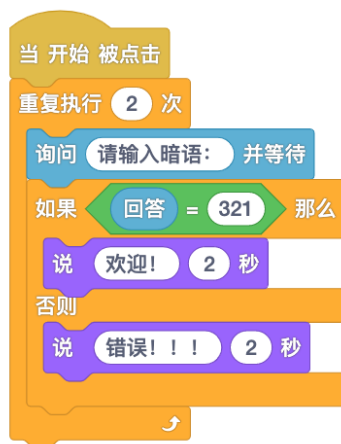 当 开始 被点击
重复执行 2 次
询问 请输入暗语： 并等待
如果 回答 = 321 那么
说 欢迎！ 2 秒
否则
说 错误！！！ 2 秒